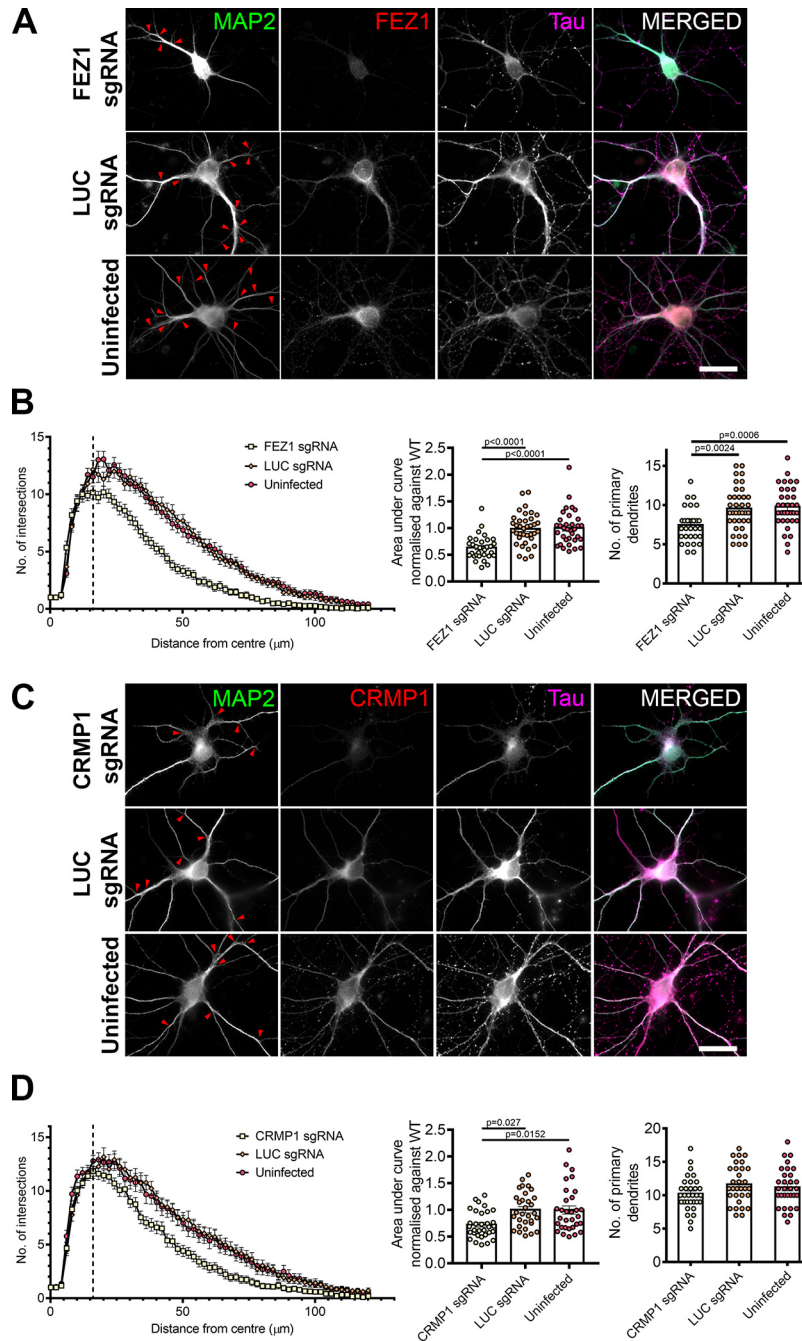 A
MAP2 FEZ1 Tau MERGED
FEZ1
sgRNA
LUC
sgRNA
Uninfected
B
No. of intersections
15
10
5
0
0 50 100
Distance from centre (μm)
FEZ1 sgRNA
LUC sgRNA
Uninfected
Area under curve
normalised against WT
2.5
2.0
1.5
1.0
0.5
0.0
p<0.0001
p<0.0001
FEZ1 sgRNA
LUC sgRNA
Uninfected
No. of primary
dendrites
15
10
5
0
p=0.0006
p=0.0024
FEZ1 sgRNA
LUC sgRNA
Uninfected
C
MAP2 CRMP1 Tau MERGED
CRMP1
sgRNA
LUC
sgRNA
Uninfected
D
No. of intersections
15
10
5
0
0 50 100
Distance from centre (μm)
CRMP1 sgRNA
LUC sgRNA
Uninfected
Area under curve
normalised against WT
2.5
2.0
1.5
1.0
0.5
0.0
p=0.027
p=0.0152
CRMP1 sgRNA
LUC sgRNA
Uninfected
No. of primary
dendrites
20
15
10
5
0
CRMP1 sgRNA
LUC sgRNA
Uninfected